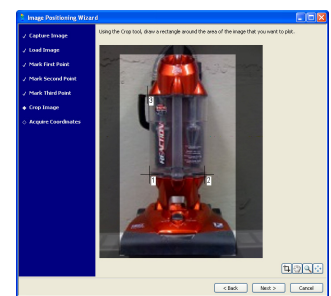 Image Positioning Wizard
Capture Image
Load Image
Mark First Point
Mark Second Point
Mark Third Point
Crop Image
Acquire Coordinates
Using the Crop tool, draw a rectangle around the area of the image that you want to plot.
3
REACTION
1
2
< Back
Next >
Cancel